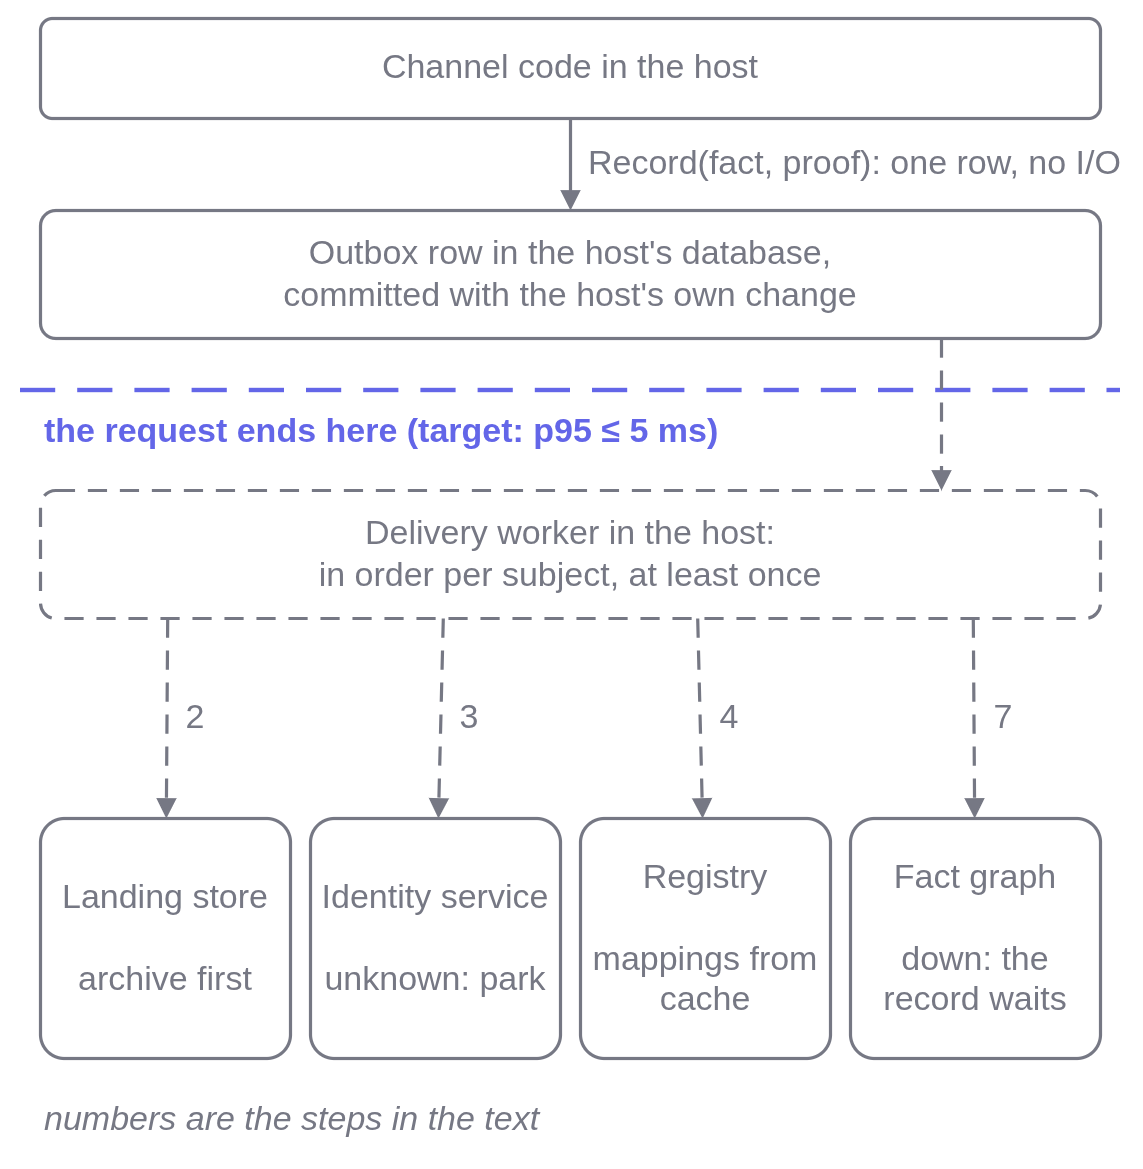 Channel code in the host
Record(fact, proof): one row, no I/O
Outbox row in the host's database,
committed with the host's own change
the request ends here (target: p95 ≤ 5 ms)
Delivery worker in the host:
in order per subject, at least once
2
3
4
7
Landing store
archive first
Identity service
unknown: park
Registry
mappings from
cache
Fact graph
down: the
record waits
numbers are the steps in the text